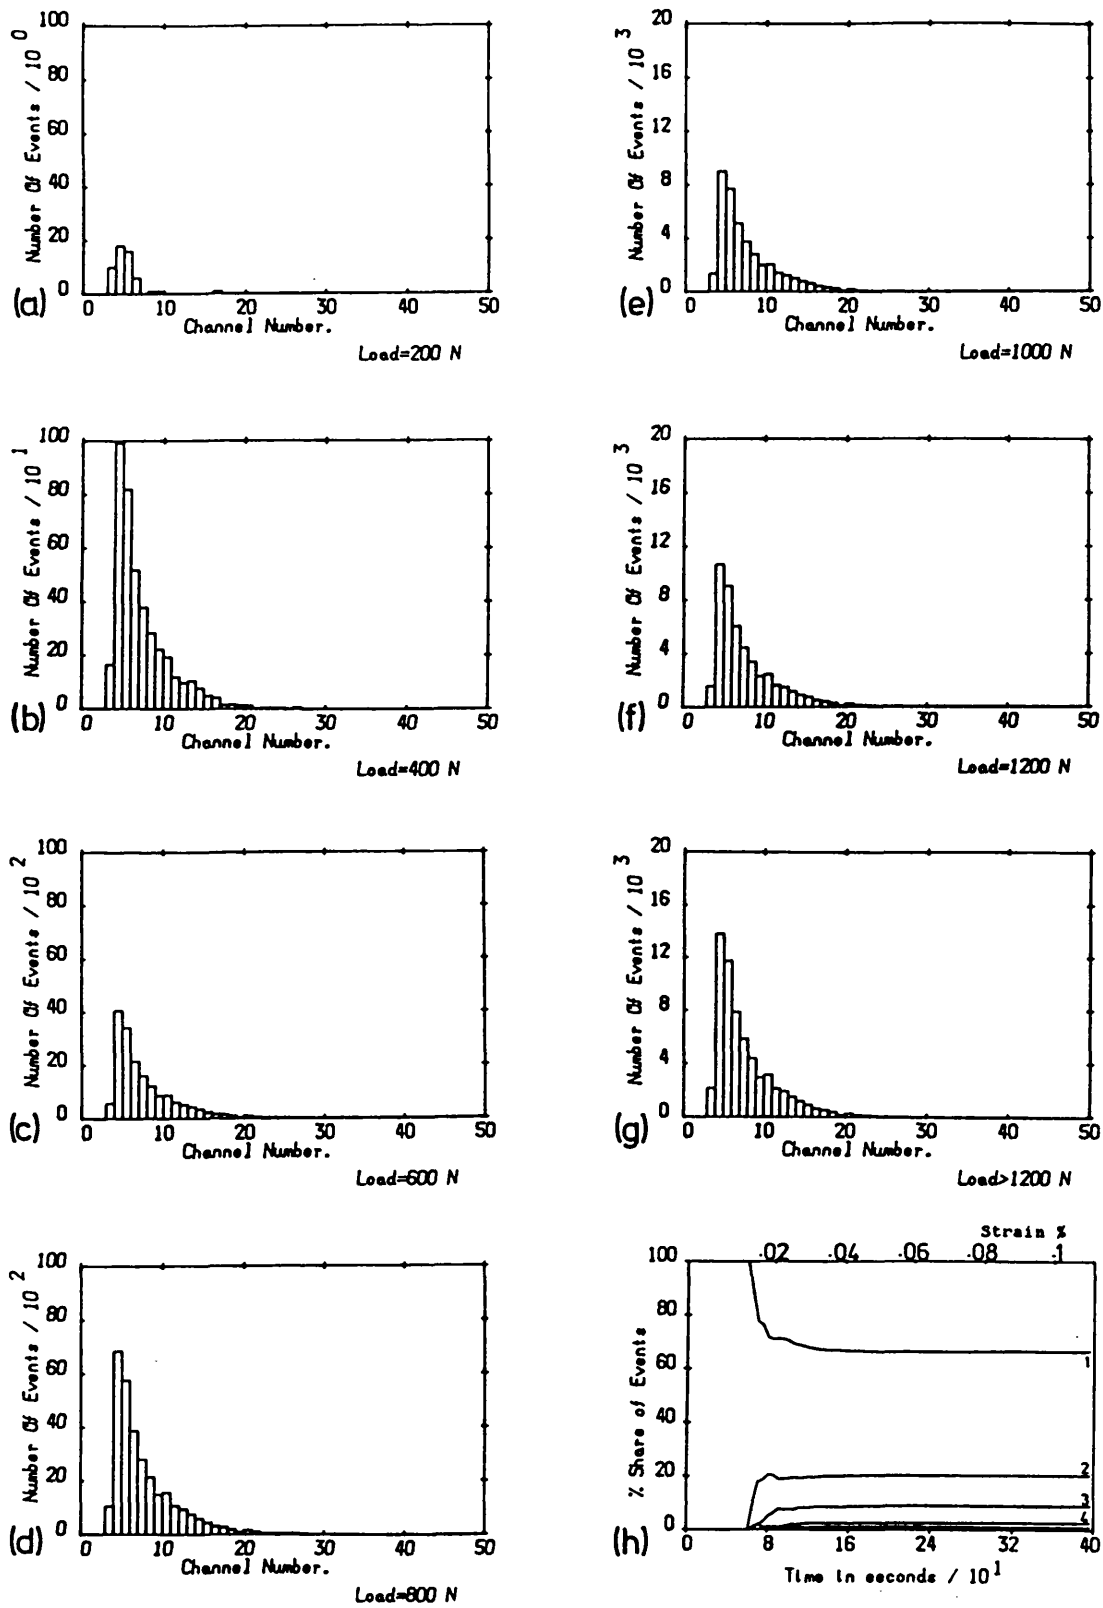 100
80
60
40
20
0
Number Of Events / 10 0
0 10 20 30 40 50
Channel Number.
(a)
Load=200 N
100
80
60
40
20
0
Number Of Events / 10 1
0 10 20 30 40 50
Channel Number.
(b)
Load=400 N
100
80
60
40
20
0
Number Of Events / 10 2
0 10 20 30 40 50
Channel Number.
(c)
Load=600 N
100
80
60
40
20
0
Number Of Events / 10 2
0 10 20 30 40 50
Channel Number.
(d)
Load=800 N
20
16
12
8
4
0
Number Of Events / 10 3
0 10 20 30 40 50
Channel Number.
(e)
Load=1000 N
20
16
12
8
4
0
Number Of Events / 10 3
0 10 20 30 40 50
Channel Number.
(f)
Load=1200 N
20
16
12
8
4
0
Number Of Events / 10 3
0 10 20 30 40 50
Channel Number.
(g)
Load>1200 N
Strain %
.02 .04 .06 .08 .1
100
80
60
40
20
0
% Share of Events
1
2
3
4
0 8 16 24 32 40
Time in seconds / 10 1
(h)